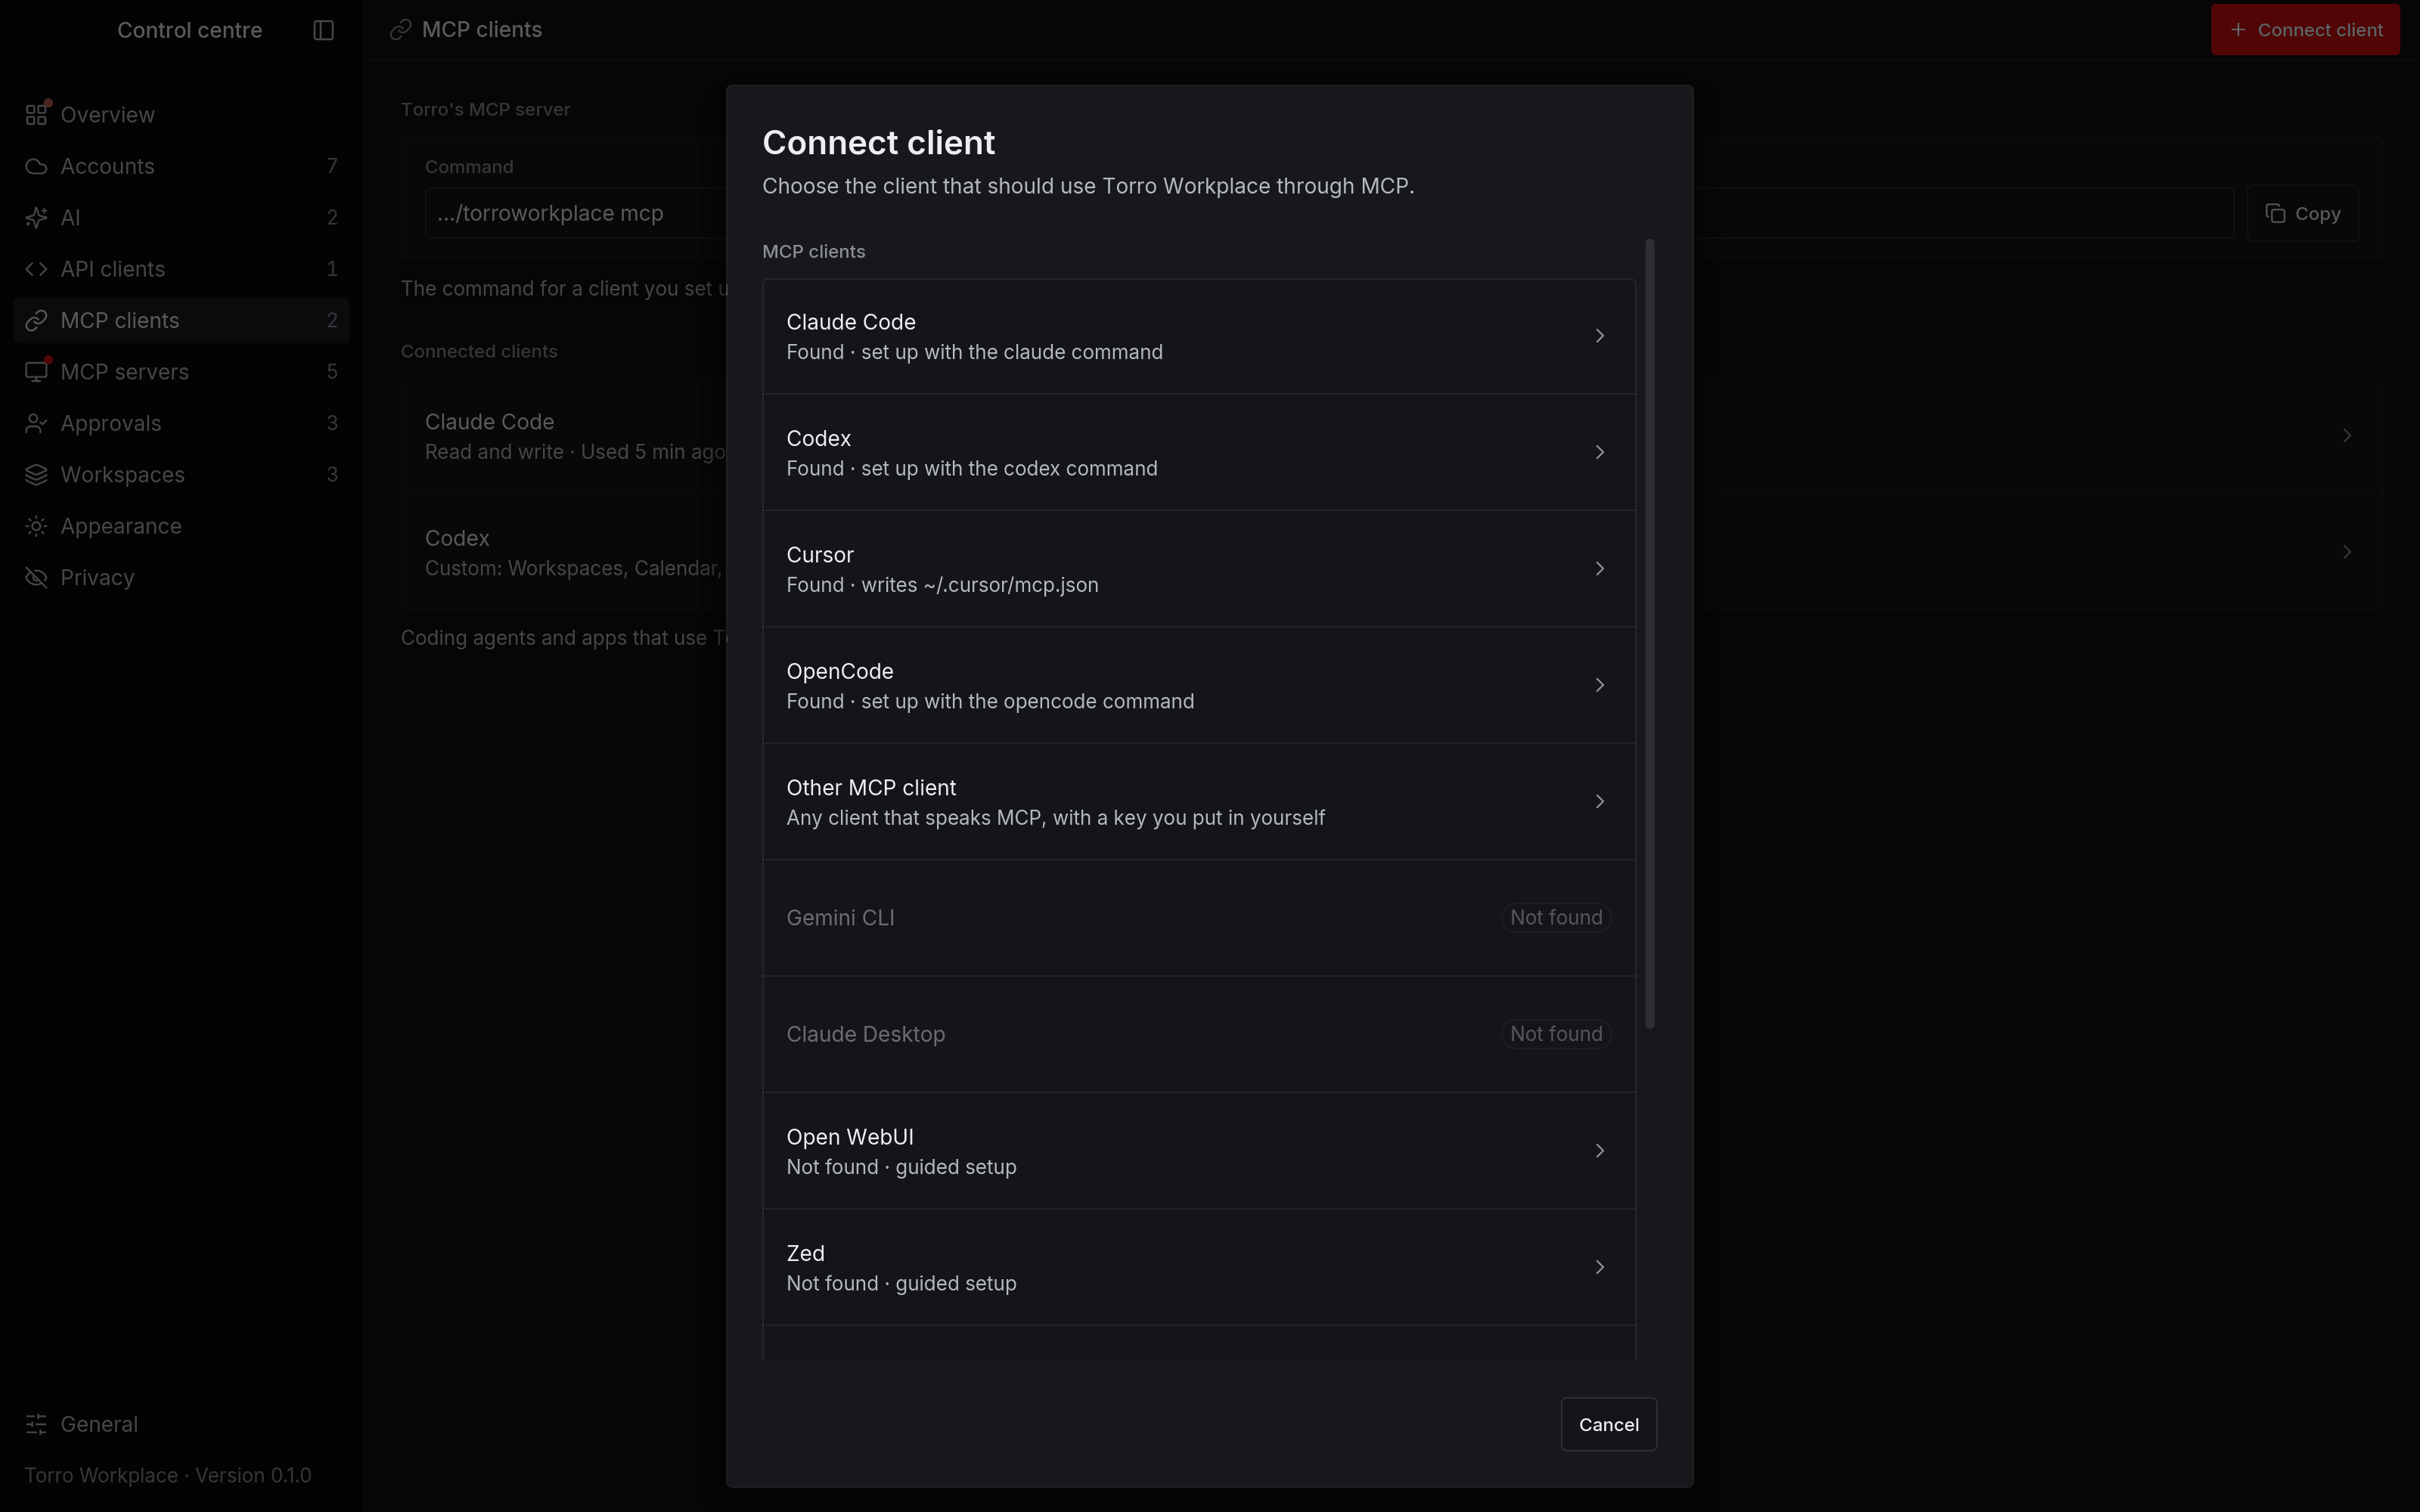 Control centre
Overview
Accounts 7
AI 2
API clients 1
MCP clients 2
MCP servers 5
Approvals 3
Workspaces 3
Appearance
Privacy
General
Torro Workplace · Version 0.1.0
MCP clients
Connect client
Torro's MCP server
Command
.../torroworkplace mcp
Copy
The command for a client you set
Connected clients
Claude Code
Read and write · Used 5 min ago
Codex
Custom: Workspaces, Calendar,
Coding agents and apps that use
Connect client
Choose the client that should use Torro Workplace through MCP.
MCP clients
Claude Code
Found · set up with the claude command
Codex
Found · set up with the codex command
Cursor
Found · writes ~/.cursor/mcp.json
OpenCode
Found · set up with the opencode command
Other MCP client
Any client that speaks MCP, with a key you put in yourself
Gemini CLI Not found
Claude Desktop Not found
Open WebUI
Not found · guided setup
Zed
Not found · guided setup
Cancel